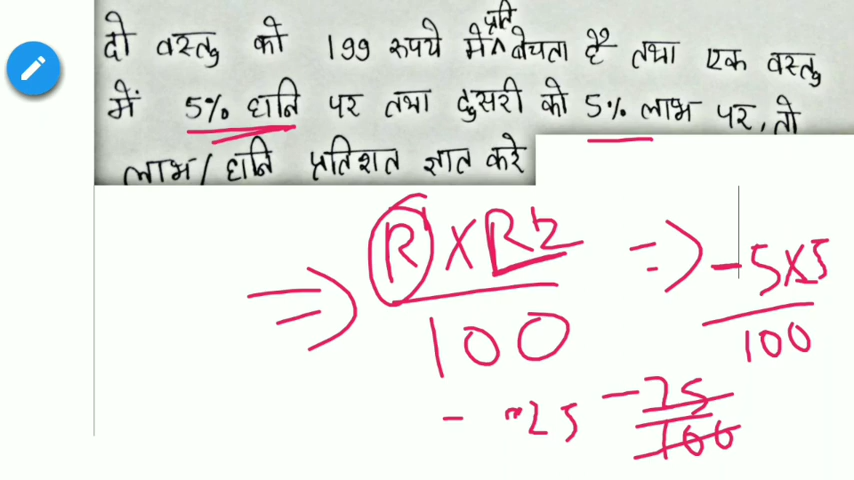 दो वस्तु को 199 रूपये में प्रति बेचता है तथा एक वस्तु
में 5% हानि पर तथा दुसरी को 5% लाभ पर, तो
लाभ/हानि प्रतिशत ज्ञात करे
=> R × R2 / 100 => -5×5 / 100
- .25 -25 / 100